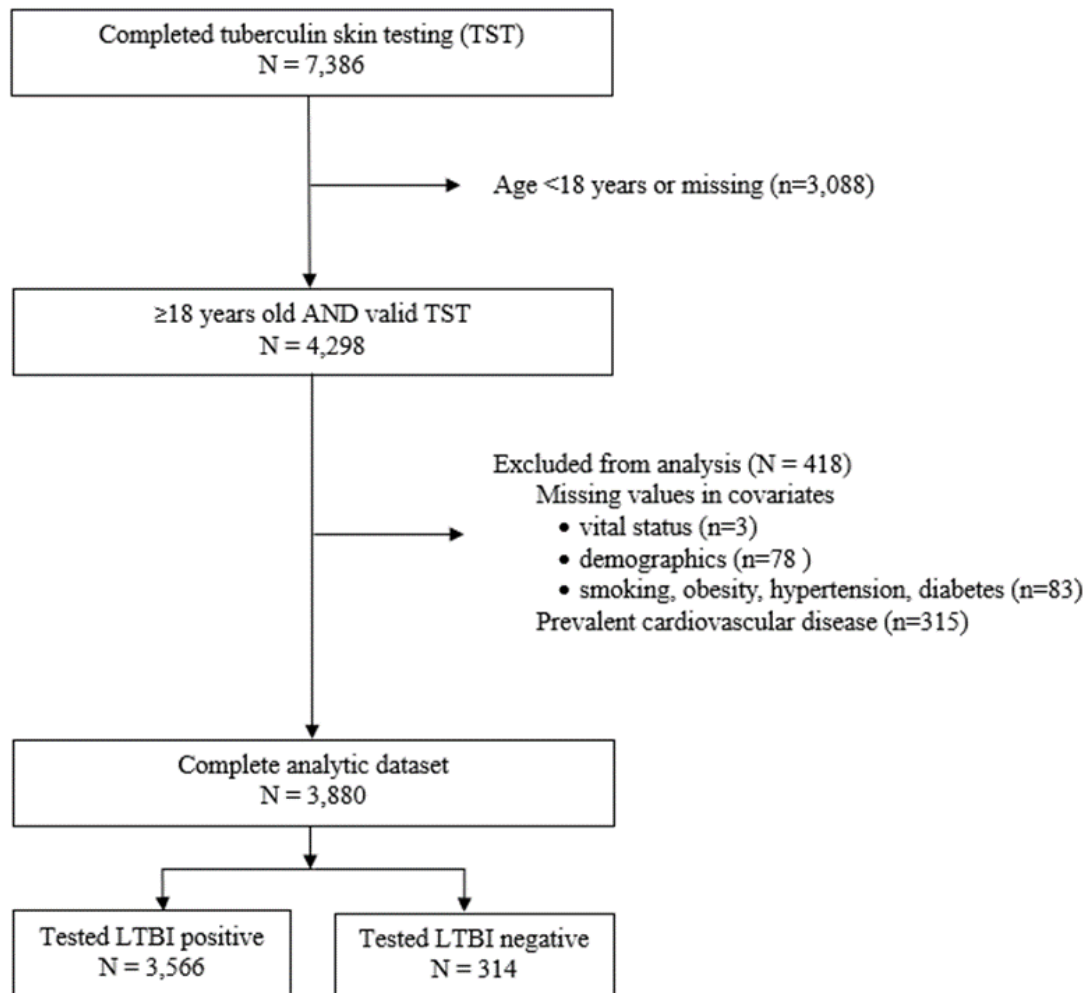 Completed tuberculin skin testing (TST)
N = 7,386
Age <18 years or missing (n=3,088)
≥18 years old AND valid TST
N = 4,298
Excluded from analysis (N = 418)
Missing values in covariates
• vital status (n=3)
• demographics (n=78 )
• smoking, obesity, hypertension, diabetes (n=83)
Prevalent cardiovascular disease (n=315)
Complete analytic dataset
N = 3,880
Tested LTBI positive
N = 3,566
Tested LTBI negative
N = 314